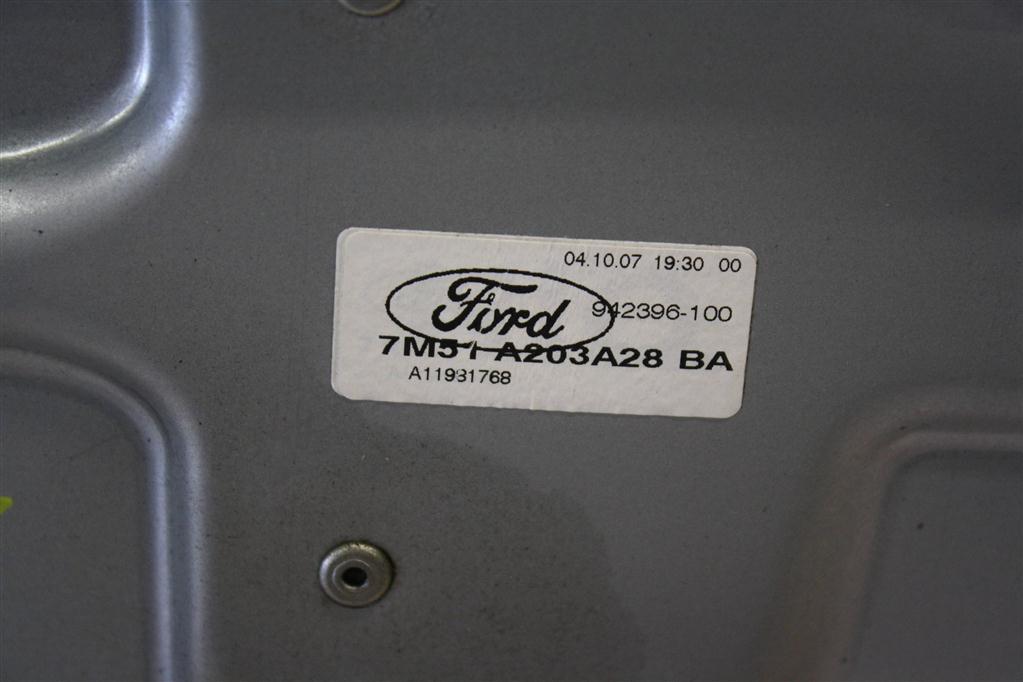 04.10.07 19:30 00
Ford
942396-100
7M51 A203A28 BA
A11931768